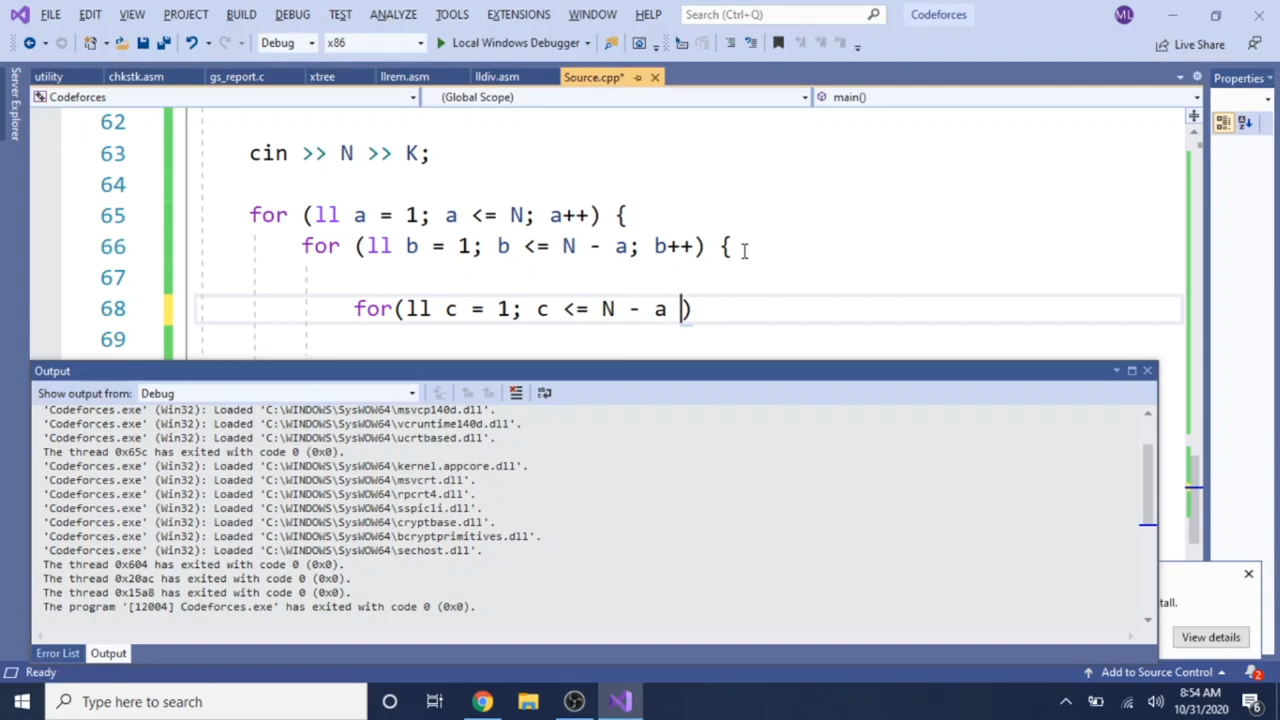 FILE EDIT VIEW PROJECT BUILD DEBUG TEST ANALYZE TOOLS EXTENSIONS WINDOW HELP Search (Ctrl+Q) Codeforces ML
Debug x86 Local Windows Debugger Live Share
utility chkstk.asm gs_report.c xtree llrem.asm lldiv.asm Source.cpp*
Server Explorer
Properties
Codeforces (Global Scope) main()
62
63 cin >> N >> K;
64
65 for (ll a = 1; a <= N; a++) {
66 for (ll b = 1; b <= N - a; b++) {
67
68 for(ll c = 1; c <= N - a )
69
Output
Show output from: Debug
'Codeforces.exe' (Win32): Loaded 'C:\WINDOWS\SysWOW64\msvcp140d.dll'.
'Codeforces.exe' (Win32): Loaded 'C:\WINDOWS\SysWOW64\vcruntime140d.dll'.
'Codeforces.exe' (Win32): Loaded 'C:\WINDOWS\SysWOW64\ucrtbased.dll'.
The thread 0x65c has exited with code 0 (0x0).
'Codeforces.exe' (Win32): Loaded 'C:\WINDOWS\SysWOW64\kernel.appcore.dll'.
'Codeforces.exe' (Win32): Loaded 'C:\WINDOWS\SysWOW64\msvcrt.dll'.
'Codeforces.exe' (Win32): Loaded 'C:\WINDOWS\SysWOW64\rpcrt4.dll'.
'Codeforces.exe' (Win32): Loaded 'C:\WINDOWS\SysWOW64\sspicli.dll'.
'Codeforces.exe' (Win32): Loaded 'C:\WINDOWS\SysWOW64\cryptbase.dll'.
'Codeforces.exe' (Win32): Loaded 'C:\WINDOWS\SysWOW64\bcryptprimitives.dll'.
'Codeforces.exe' (Win32): Loaded 'C:\WINDOWS\SysWOW64\sechost.dll'.
The thread 0x604 has exited with code 0 (0x0).
The thread 0x20ac has exited with code 0 (0x0).
The thread 0x15a8 has exited with code 0 (0x0).
The program '[12004] Codeforces.exe' has exited with code 0 (0x0).
tall.
View details
Error List Output
Ready Add to Source Control 2
Type here to search 8:54 AM
10/31/2020 6